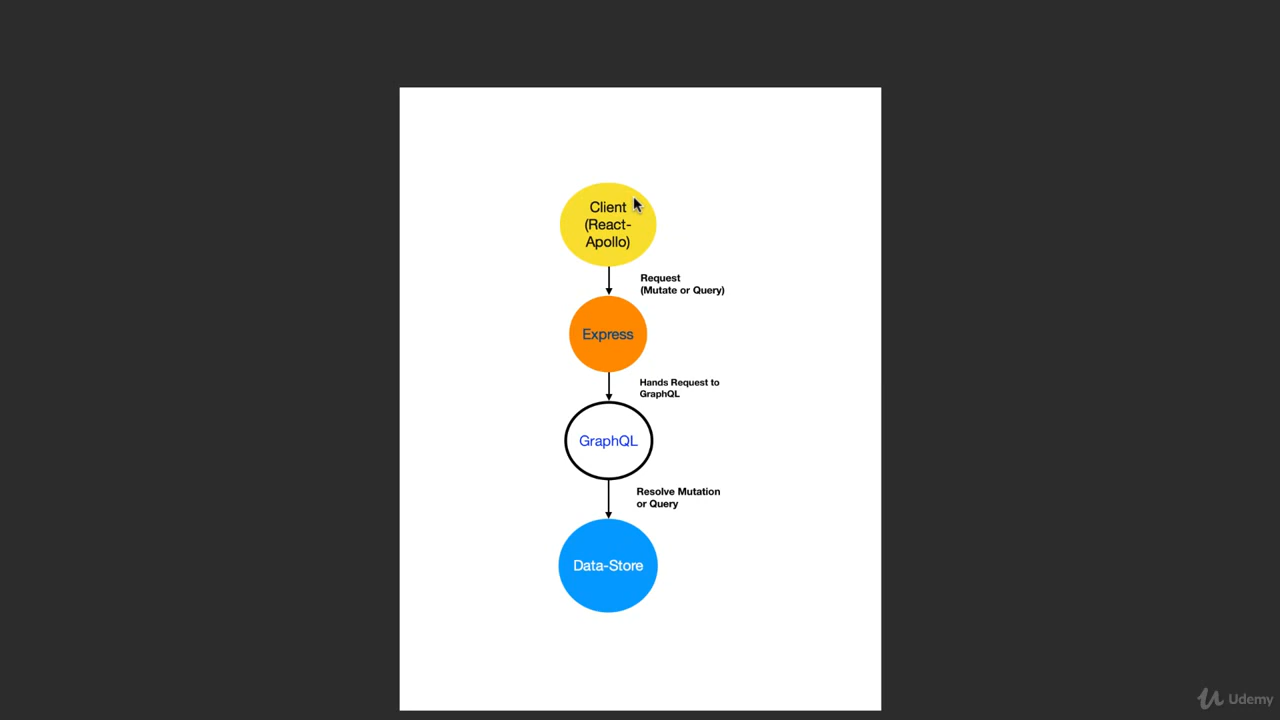 Client
(React-
Apollo)
Request
(Mutate or Query)
Express
Hands Request to
GraphQL
GraphQL
Resolve Mutation
or Query
Data-Store
Udemy